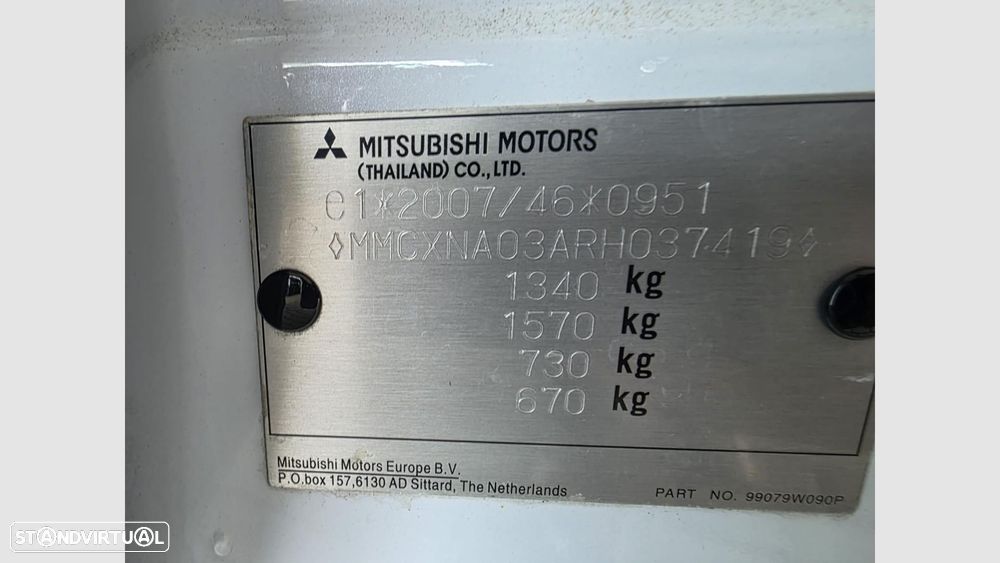 MITSUBISHI MOTORS
(THAILAND) CO.,LTD.
e1*2007/46*0951
◊MMCXNA03ARH037419◊
1340 kg
1570 kg
730 kg
670 kg
Mitsubishi Motors Europe B.V.
P.O.box 157,6130 AD Sittard, The Netherlands
PART NO. 99079W090P
STANDVIRTUAL